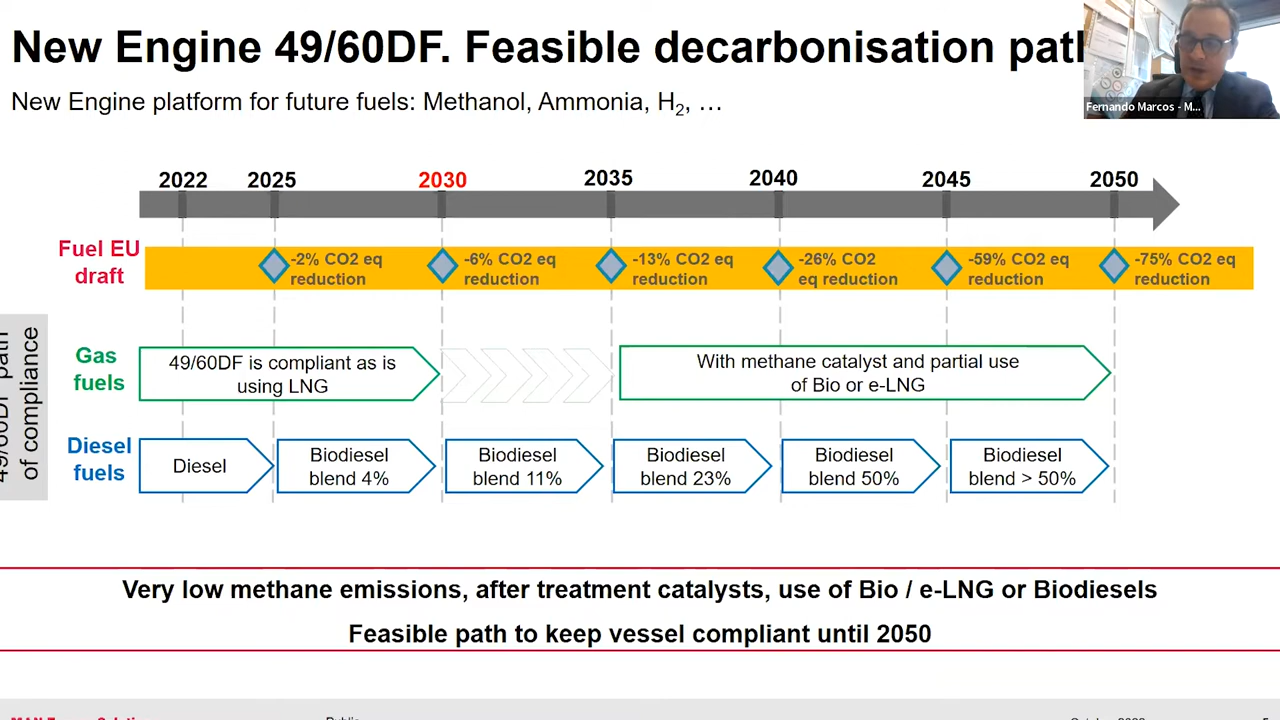 New Engine 49/60DF. Feasible decarbonisation
New Engine platform for future fuels: Methanol, Ammonia, H2, …
Fernando Marcos - M...
2022 2025 2030 2035 2040 2045 2050
Fuel EU
draft
-2% CO2 eq
reduction
-6% CO2 eq
reduction
-13% CO2 eq
reduction
-26% CO2
eq reduction
-59% CO2 eq
reduction
-75% CO2 eq
reduction
49/60DF path
of compliance
Gas
fuels
49/60DF is compliant as is
using LNG
With methane catalyst and partial use
of Bio or e-LNG
Diesel
fuels
Diesel
Biodiesel
blend 4%
Biodiesel
blend 11%
Biodiesel
blend 23%
Biodiesel
blend 50%
Biodiesel
blend > 50%
Very low methane emissions, after treatment catalysts, use of Bio / e-LNG or Biodiesels
Feasible path to keep vessel compliant until 2050